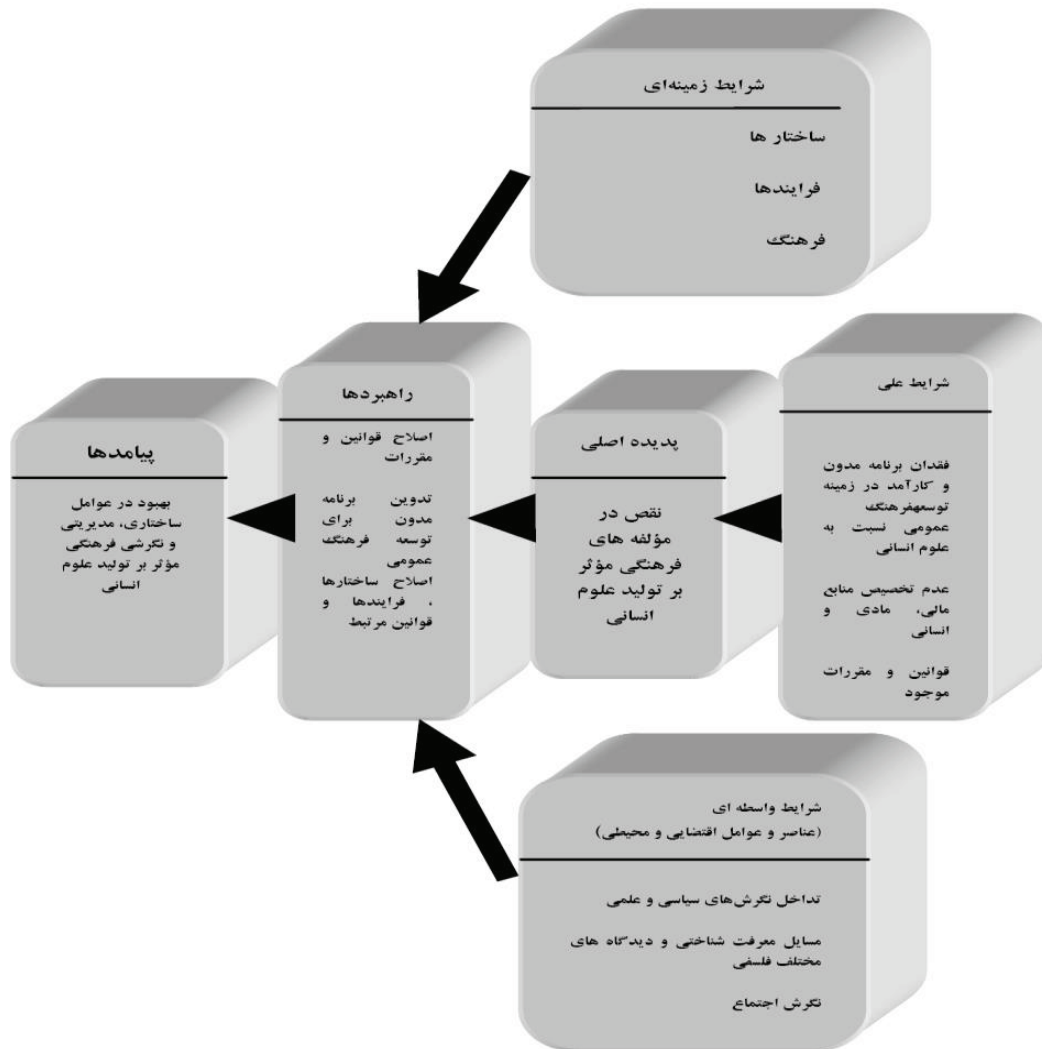 شرایط زمینه‌ای
ساختار ها
فرایندها
فرهنگ
شرایط علی
فقدان برنامه مدون
و کارآمد در زمینه
توسعهفرهنگ
عمومی نسبت به
علوم انسانی
عدم تخصیص منابع
مالی، مادی و
انسانی
قوانین و مقررات
موجود
پدیده اصلی
نقص در
مؤلفه های
فرهنگی مؤثر
بر تولید علوم
انسانی
راهبردها
اصلاح قوانین و
مقررات
تدوین برنامه
مدون برای
توسعه فرهنگ
عمومی
اصلاح ساختارها
، فرایندها و
قوانین مرتبط
پیامدها
بهبود در عوامل
ساختاری، مدیریتی
و نگرشی فرهنگی
مؤثر بر تولید علوم
انسانی
شرایط واسطه ای
(عناصر و عوامل اقتضایی و محیطی)
تداخل نگرش‌های سیاسی و علمی
مسایل معرفت شناختی و دیدگاه های
مختلف فلسفی
نگرش اجتماع